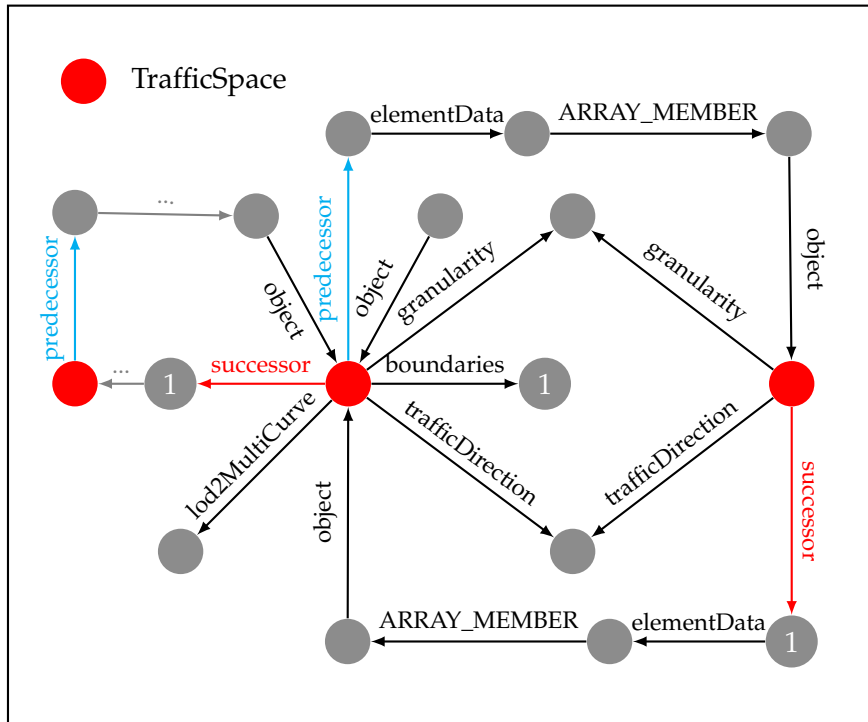 TrafficSpace
elementData
ARRAY_MEMBER
...
predecessor
object
predecessor
object
granularity
granularity
object
...
1
successor
boundaries
1
lod2MultiCurve
object
trafficDirection
trafficDirection
successor
ARRAY_MEMBER
elementData
1